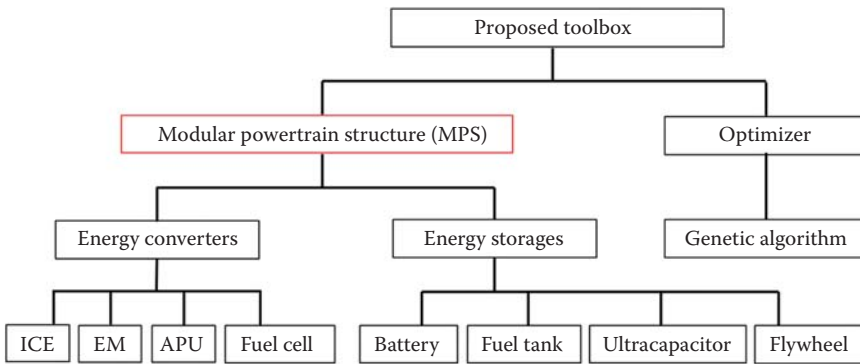 Proposed toolbox
Modular powertrain structure (MPS)
Optimizer
Energy converters
Energy storages
Genetic algorithm
ICE
EM
APU
Fuel cell
Battery
Fuel tank
Ultracapacitor
Flywheel